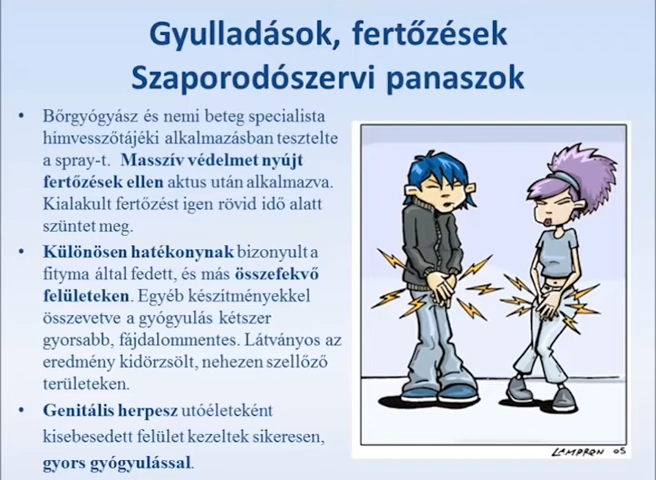 Gyulladások, fertőzések
Szaporodószervi panaszok
• Bőrgyógyász és nemi beteg specialista
hímvesszőtájéki alkalmazásban tesztelte
a spray-t. Masszív védelmet nyújt
fertőzések ellen aktus után alkalmazva.
Kialakult fertőzést igen rövid idő alatt
szüntet meg.
• Különösen hatékonynak bizonyult a
fityma által fedett, és más összefekvő
felületeken. Egyéb készítményekkel
összevetve a gyógyulás kétszer
gyorsabb, fájdalommentes. Látványos az
eredmény kidörzsölt, nehezen szellőző
területeken.
• Genitális herpesz utóéleteként
kisebesedett felület kezeltek sikeresen,
gyors gyógyulással.
LAMPRON 05